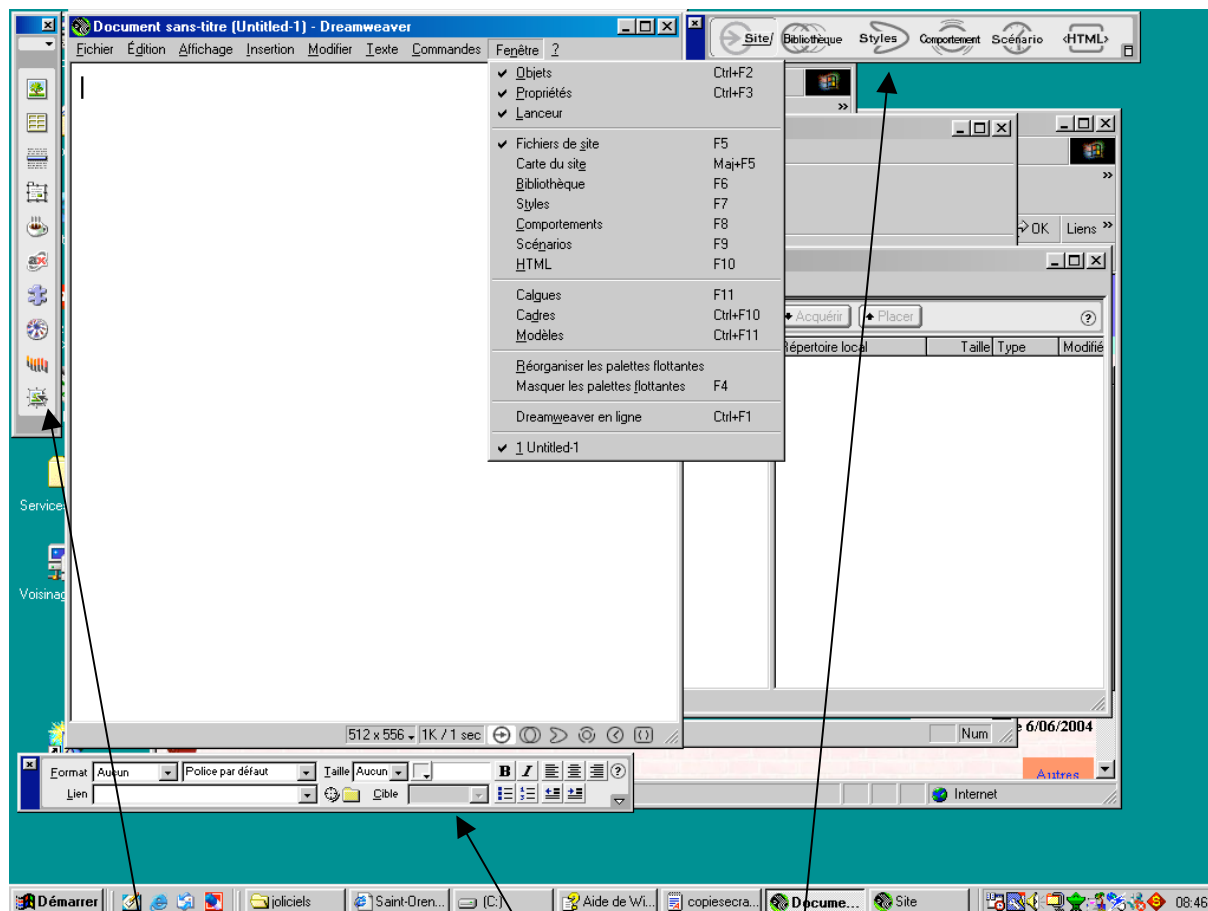 Document sans-titre (Untitled-1) - Dreamweaver
Fichier Édition Affichage Insertion Modifier Texte Commandes Fenêtre ?
Site Bibliothèque Styles Comportement Scénario <HTML>
Objets Ctrl+F2
Propriétés Ctrl+F3
Lanceur
Fichiers de site F5
Carte du site Maj+F5
Bibliothèque F6
Styles F7
Comportements F8
Scénarios F9
HTML F10
Calques F11
Cadres Ctrl+F10
Modèles Ctrl+F11
Réorganiser les palettes flottantes
Masquer les palettes flottantes F4
Dreamweaver en ligne Ctrl+F1
1 Untitled-1
»
»
OK Liens »
Acquérir Placer ?
Répertoire local Taille Type Modifié
Services
Voisinag
512 x 556 1K / 1 sec
Num
e 6/06/2004
Autres
Format Aucun Police par défaut Taille Aucun B I ?
Lien Cible
Internet
Démarrer joliciels Saint-Oren... (C:) Aide de Wi... copiesecra... Docume... Site 08:46